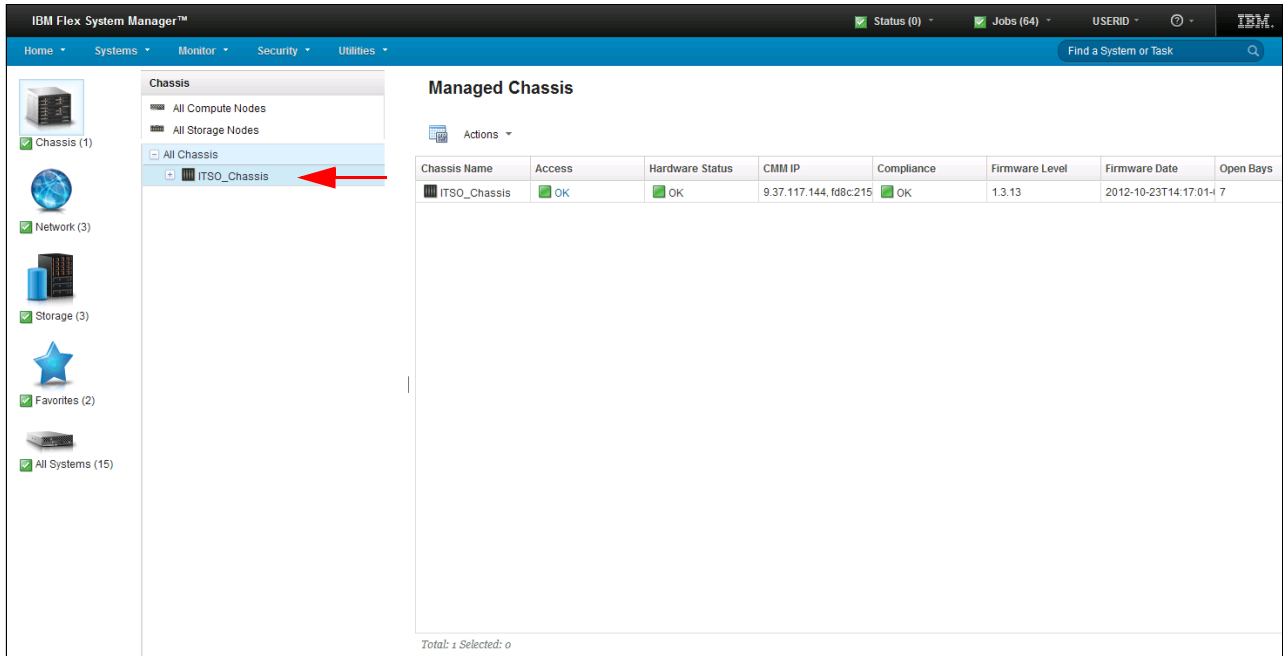 IBM Flex System Manager™ Status (0) Jobs (64) USERID IBM.
Home Systems Monitor Security Utilities Find a System or Task
Chassis (1)
Network (3)
Storage (3)
Favorites (2)
All Systems (15)
Chassis
All Compute Nodes
All Storage Nodes
All Chassis
ITSO_Chassis
Managed Chassis
Actions
Chassis Name Access Hardware Status CMM IP Compliance Firmware Level Firmware Date Open Bays
ITSO_Chassis OK OK 9.37.117.144, fd8c:215 OK 1.3.13 2012-10-23T14:17:01-( 7
Total: 1 Selected: 0